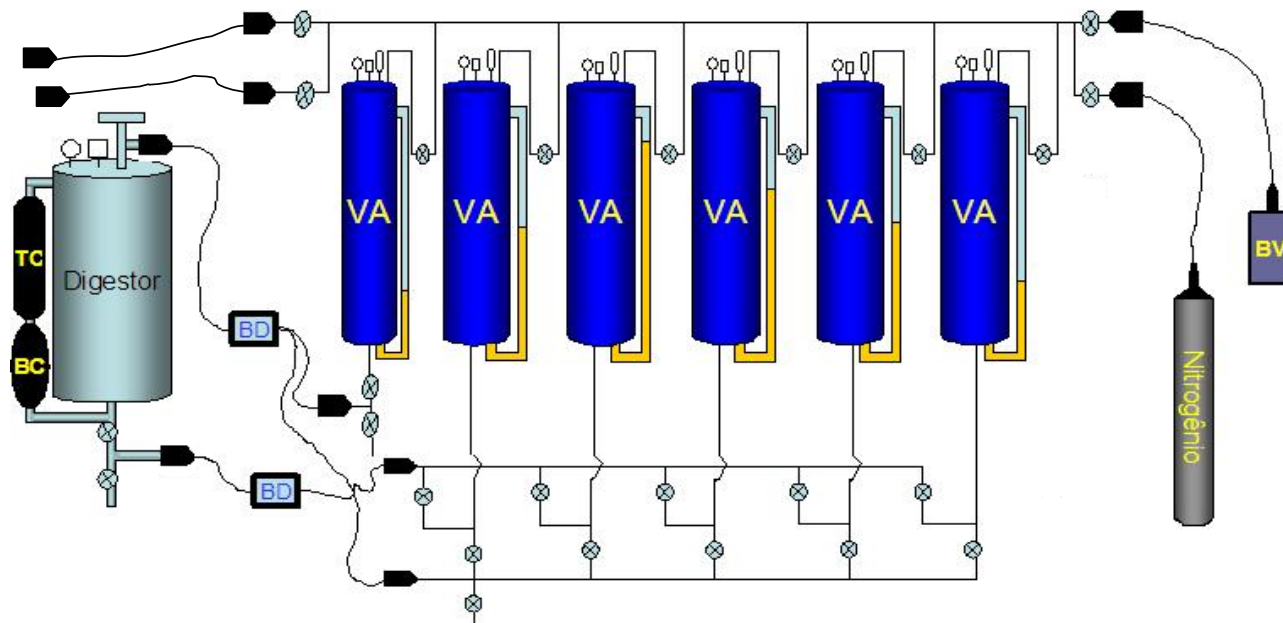 VA
VA
VA
VA
VA
VA
TC
BC
Digestor
BD
BD
BV
Nitrogênio